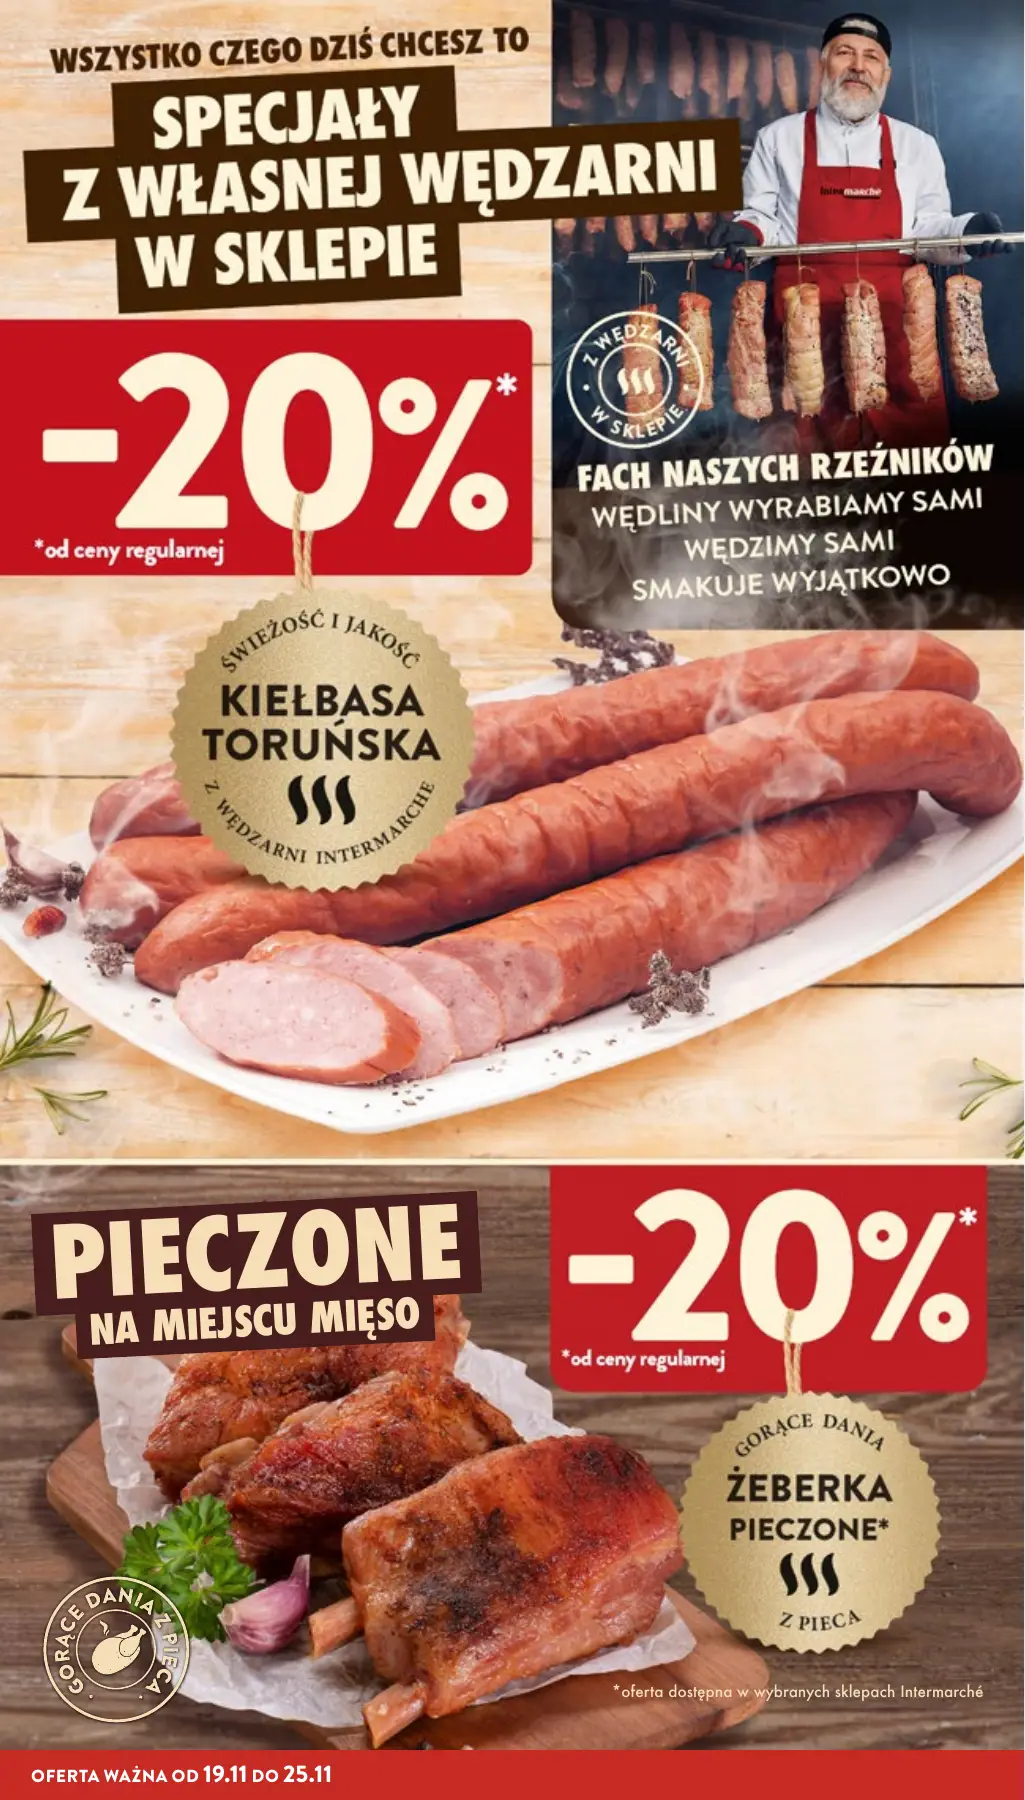 WSZYSTKO CZEGO DZIŚ CHCESZ TO
SPECJAŁY
Z WŁASNEJ WĘDZARNI
W SKLEPIE
-20%*
*od ceny regularnej
Intermarche
Z WĘDZARNI
W SKLEPIE
FACH NASZYCH RZEŹNIKÓW
WĘDLINY WYRABIAMY SAMI
WĘDZIMY SAMI
SMAKUJE WYJĄTKOWO
ŚWIEŻOŚĆ I JAKOŚĆ
KIEŁBASA
TORUŃSKA
Z WĘDZARNI INTERMARCHE
PIECZONE
NA MIEJSCU MIĘSO
-20%*
*od ceny regularnej
GORĄCE DANIA
ŻEBERKA
PIECZONE*
Z PIECA
GORĄCE DANIA Z PIECA
*oferta dostępna w wybranych sklepach Intermarché
OFERTA WAŻNA OD 19.11 DO 25.11